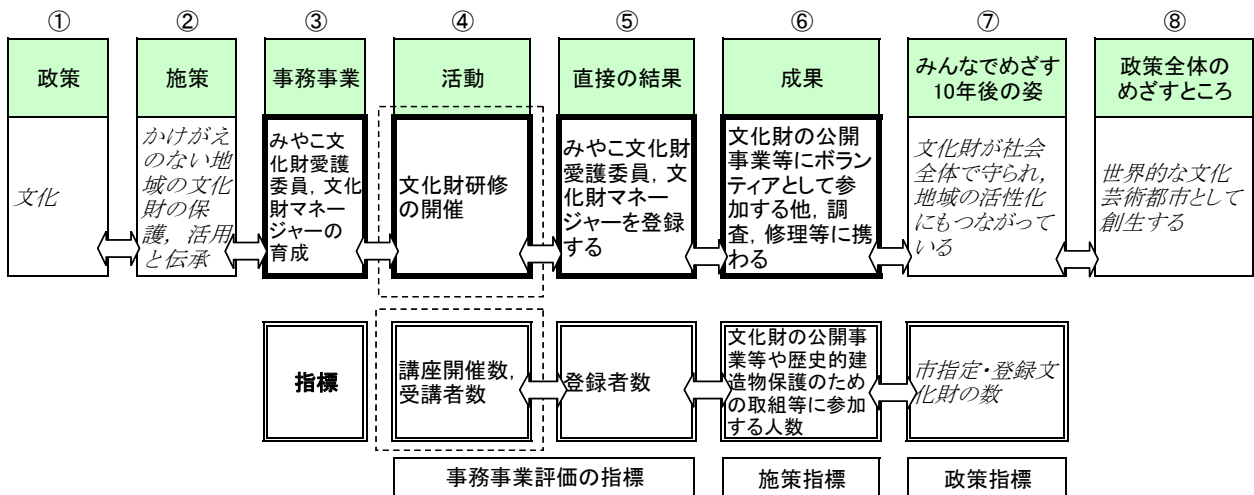 ① ② ③ ④ ⑤ ⑥ ⑦ ⑧
政策
施策
事務事業
活動
直接の結果
成果
みんなでめざす
10年後の姿
政策全体の
めざすところ
文化
かけがえ
のない地
域の文化
財の保
護，活用
と伝承
みやこ文
化財愛護
委員，文化
財マネー
ジャーの
育成
文化財研修
の開催
みやこ文化財
愛護委員，文
化財マネー
ジャーを登録
する
文化財の公開
事業等にボラン
ティアとして参
加する他，調
査，修理等に携
わる
文化財が社会
全体で守られ，
地域の活性化
にもつながって
いる
世界的な文化
芸術都市として
創生する
指標
講座開催数，
受講者数
登録者数
文化財の公開事
業等や歴史的建
造物保護のため
の取組等に参加
する人数
市指定・登録文
化財の数
事務事業評価の指標
施策指標
政策指標